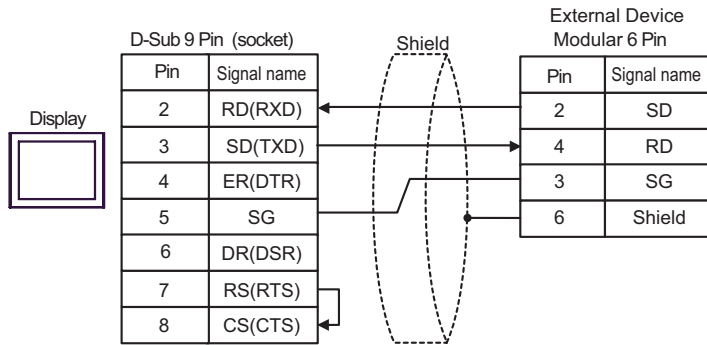 External Device
D-Sub 9 Pin (socket)
Shield
Modular 6 Pin
Pin Signal name
Pin Signal name
Display
2 RD(RXD)
2 SD
3 SD(TXD)
4 RD
4 ER(DTR)
3 SG
5 SG
6 Shield
6 DR(DSR)
7 RS(RTS)
8 CS(CTS)